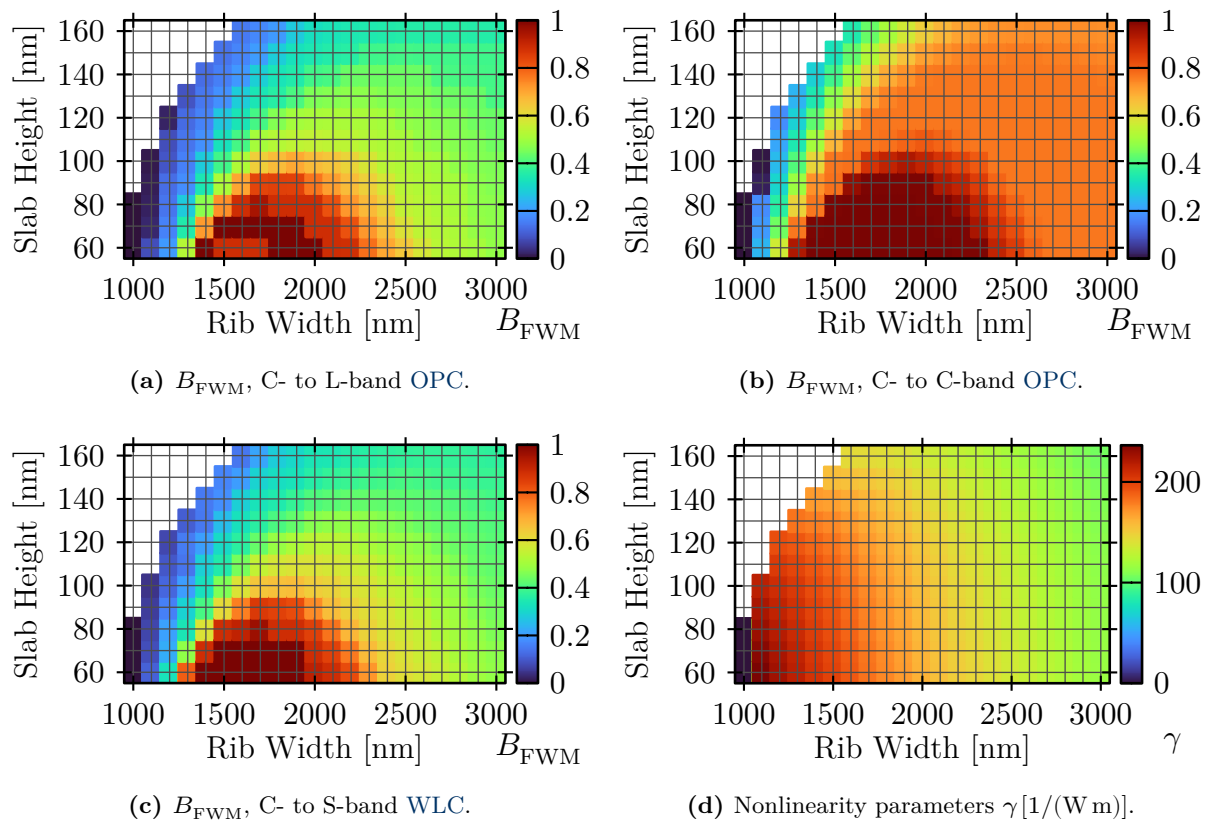 160
140
120
100
80
60
Slab Height [nm]
1000 1500 2000 2500 3000
Rib Width [nm]
1
0.8
0.6
0.4
0.2
0
B_FWM
(a) B_FWM, C- to L-band OPC.
160
140
120
100
80
60
Slab Height [nm]
1000 1500 2000 2500 3000
Rib Width [nm]
1
0.8
0.6
0.4
0.2
0
B_FWM
(b) B_FWM, C- to C-band OPC.
160
140
120
100
80
60
Slab Height [nm]
1000 1500 2000 2500 3000
Rib Width [nm]
1
0.8
0.6
0.4
0.2
0
B_FWM
(c) B_FWM, C- to S-band WLC.
160
140
120
100
80
60
Slab Height [nm]
1000 1500 2000 2500 3000
Rib Width [nm]
200
100
0
γ
(d) Nonlinearity parameters γ [1/(W m)].